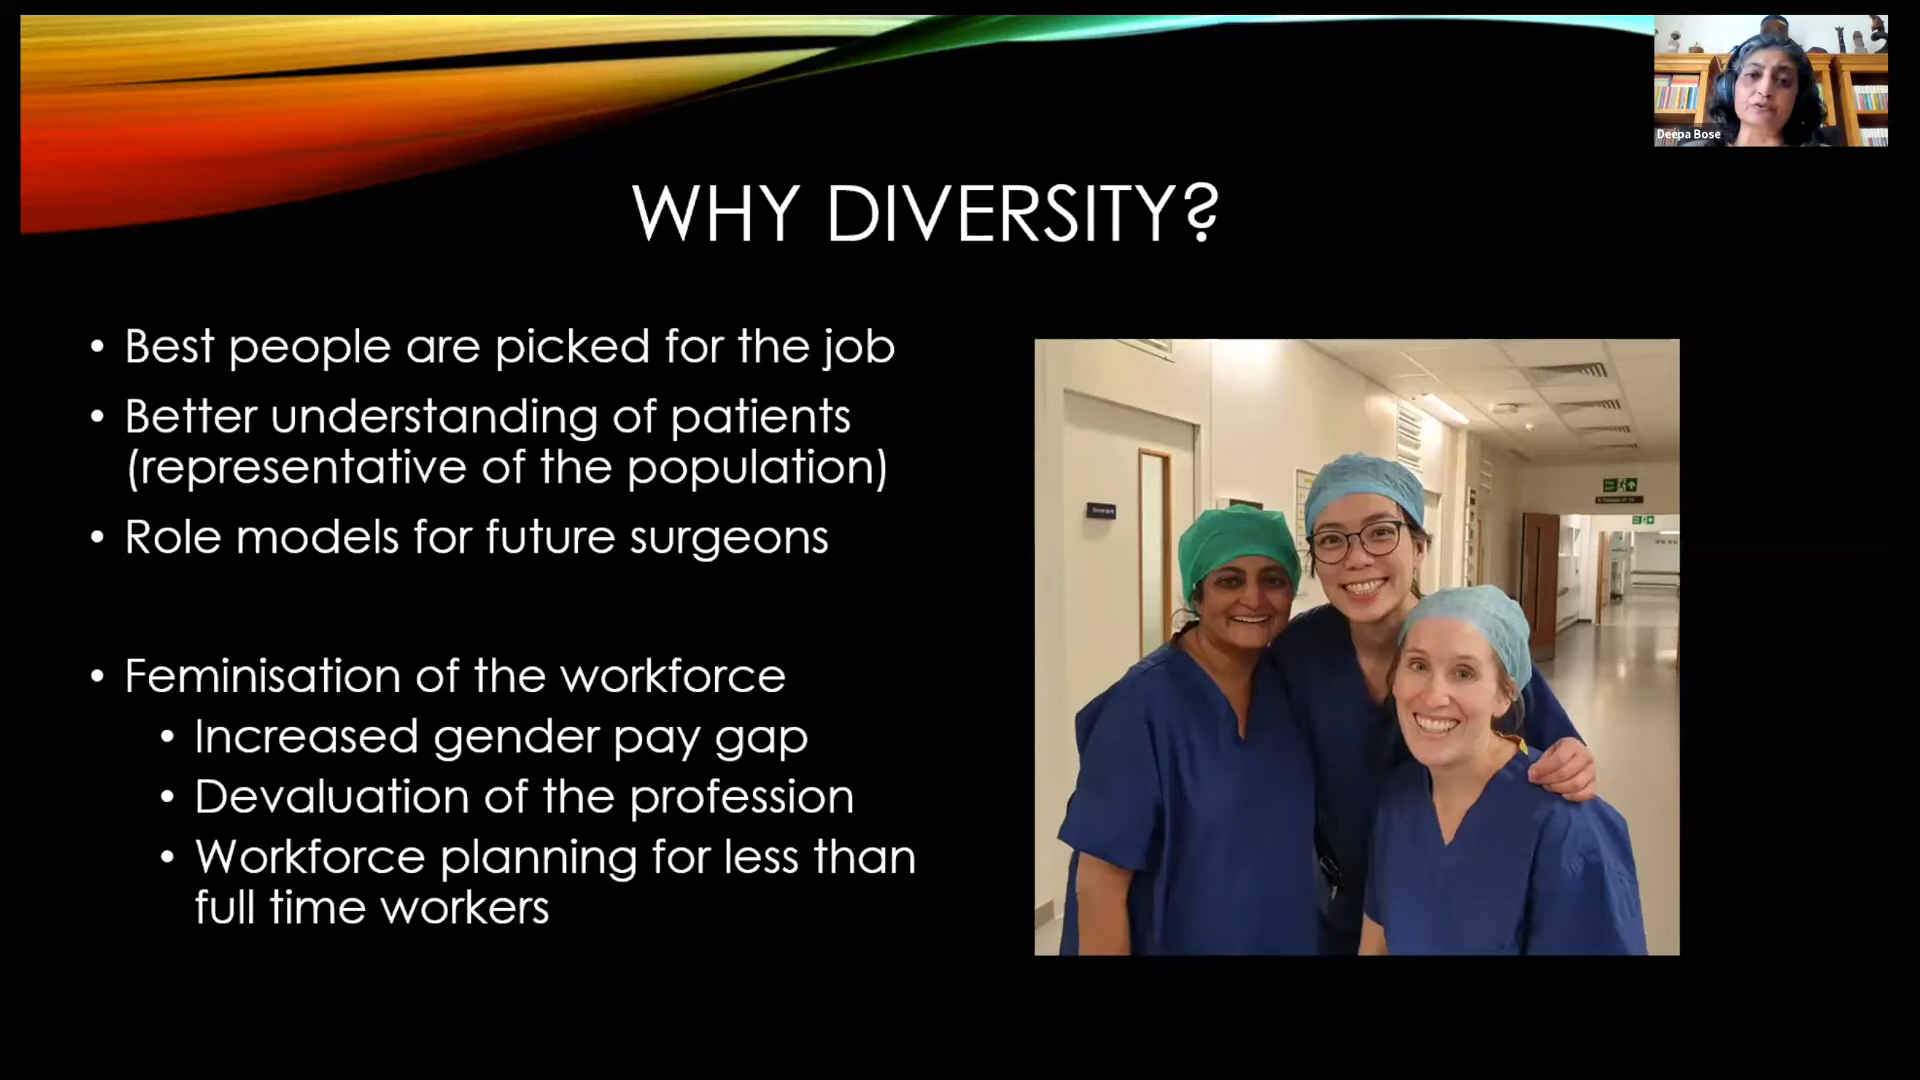 Deepa Bose
WHY DIVERSITY?
• Best people are picked for the job
• Better understanding of patients
(representative of the population)
• Role models for future surgeons
• Feminisation of the workforce
• Increased gender pay gap
• Devaluation of the profession
• Workforce planning for less than
full time workers